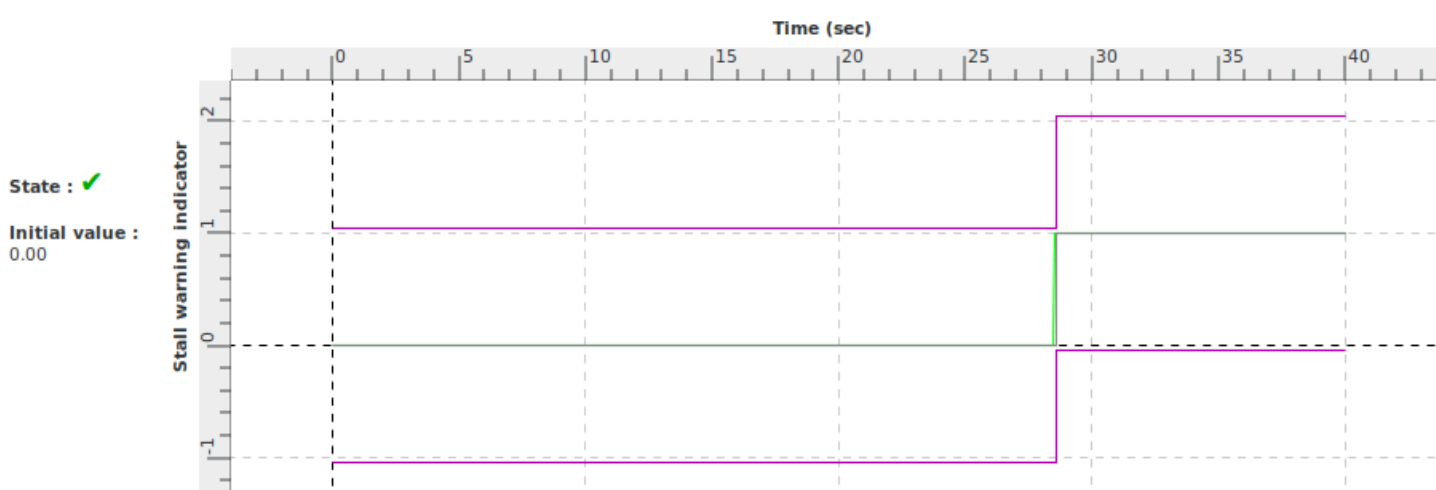 Time (sec)
0 5 10 15 20 25 30 35 40
Stall warning indicator
2
1
0
-1
State : ✔
Initial value :
0.00